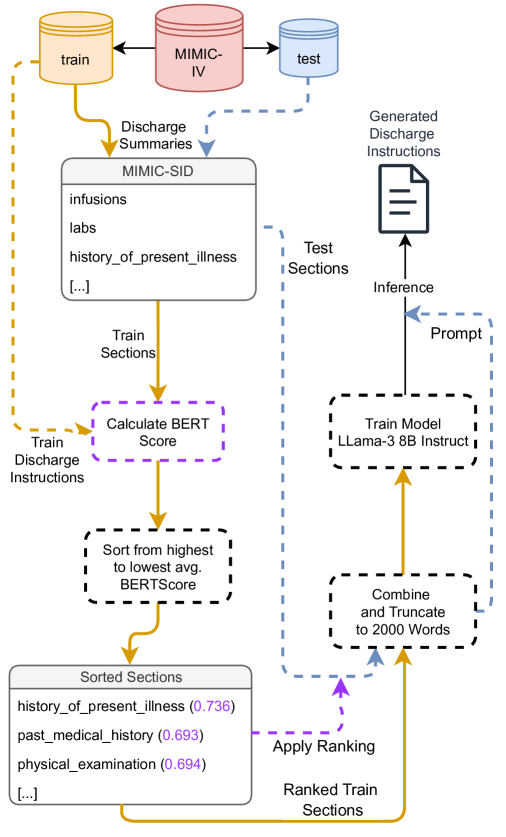 train
MIMIC-
IV
test
Discharge
Summaries
Generated
Discharge
Instructions
MIMIC-SID
infusions
labs
history_of_present_illness
[...]
Test
Sections
Inference
Prompt
Train
Sections
Calculate BERT
Score
Train Model
LLama-3 8B Instruct
Train
Discharge
Instructions
Sort from highest
to lowest avg.
BERTScore
Combine
and Truncate
to 2000 Words
Sorted Sections
history_of_present_illness (0.736)
past_medical_history (0.693)
physical_examination (0.694)
[...]
Apply Ranking
Ranked Train
Sections